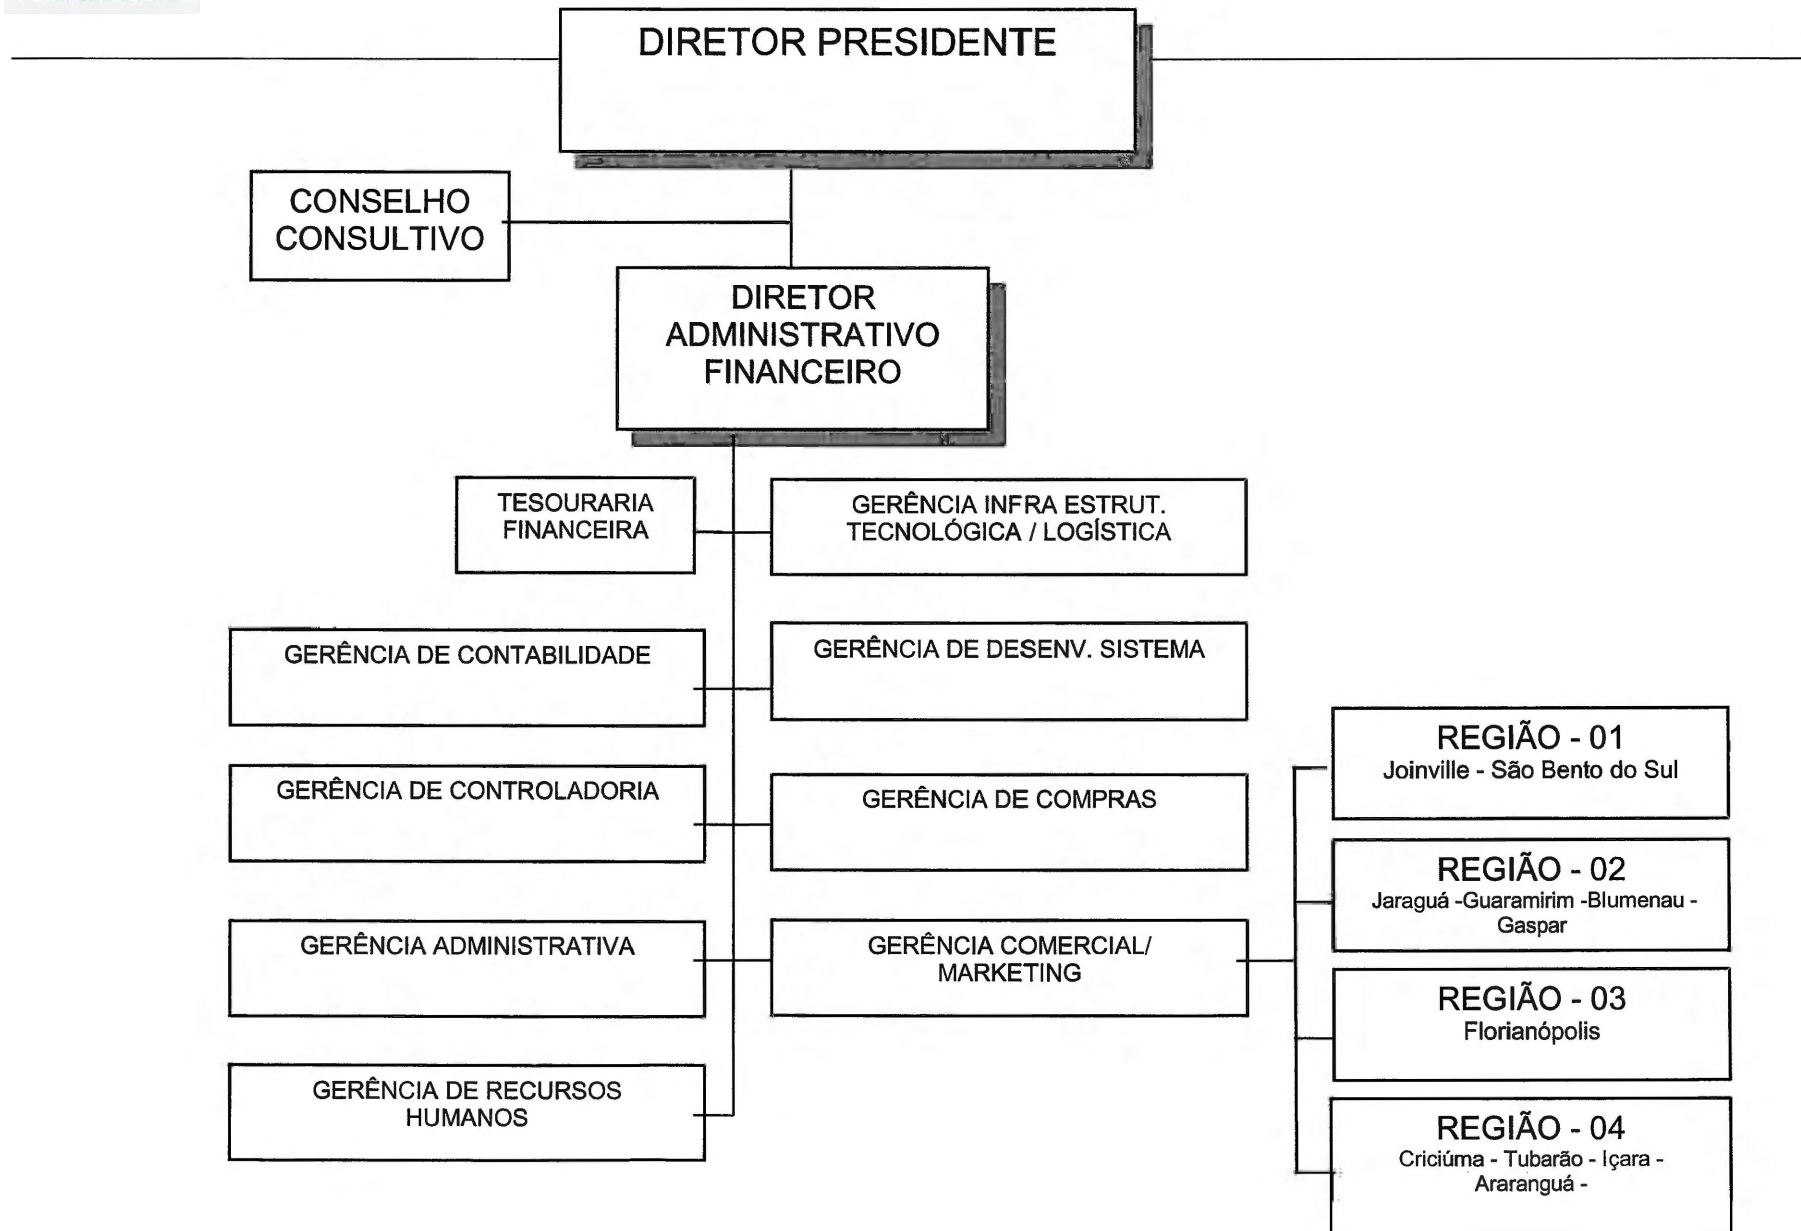 DIRETOR PRESIDENTE
CONSELHO
CONSULTIVO
DIRETOR
ADMINISTRATIVO
FINANCEIRO
TESOURARIA
FINANCEIRA
GERÊNCIA INFRA ESTRUT.
TECNOLÓGICA / LOGÍSTICA
GERÊNCIA DE CONTABILIDADE
GERÊNCIA DE DESENV. SISTEMA
GERÊNCIA DE CONTROLADORIA
GERÊNCIA DE COMPRAS
GERÊNCIA ADMINISTRATIVA
GERÊNCIA COMERCIAL/
MARKETING
GERÊNCIA DE RECURSOS
HUMANOS
REGIÃO - 01
Joinville - São Bento do Sul
REGIÃO - 02
Jaraguá -Guaramirim -Blumenau -
Gaspar
REGIÃO - 03
Florianópolis
REGIÃO - 04
Criciúma - Tubarão - Içara -
Araranguá -